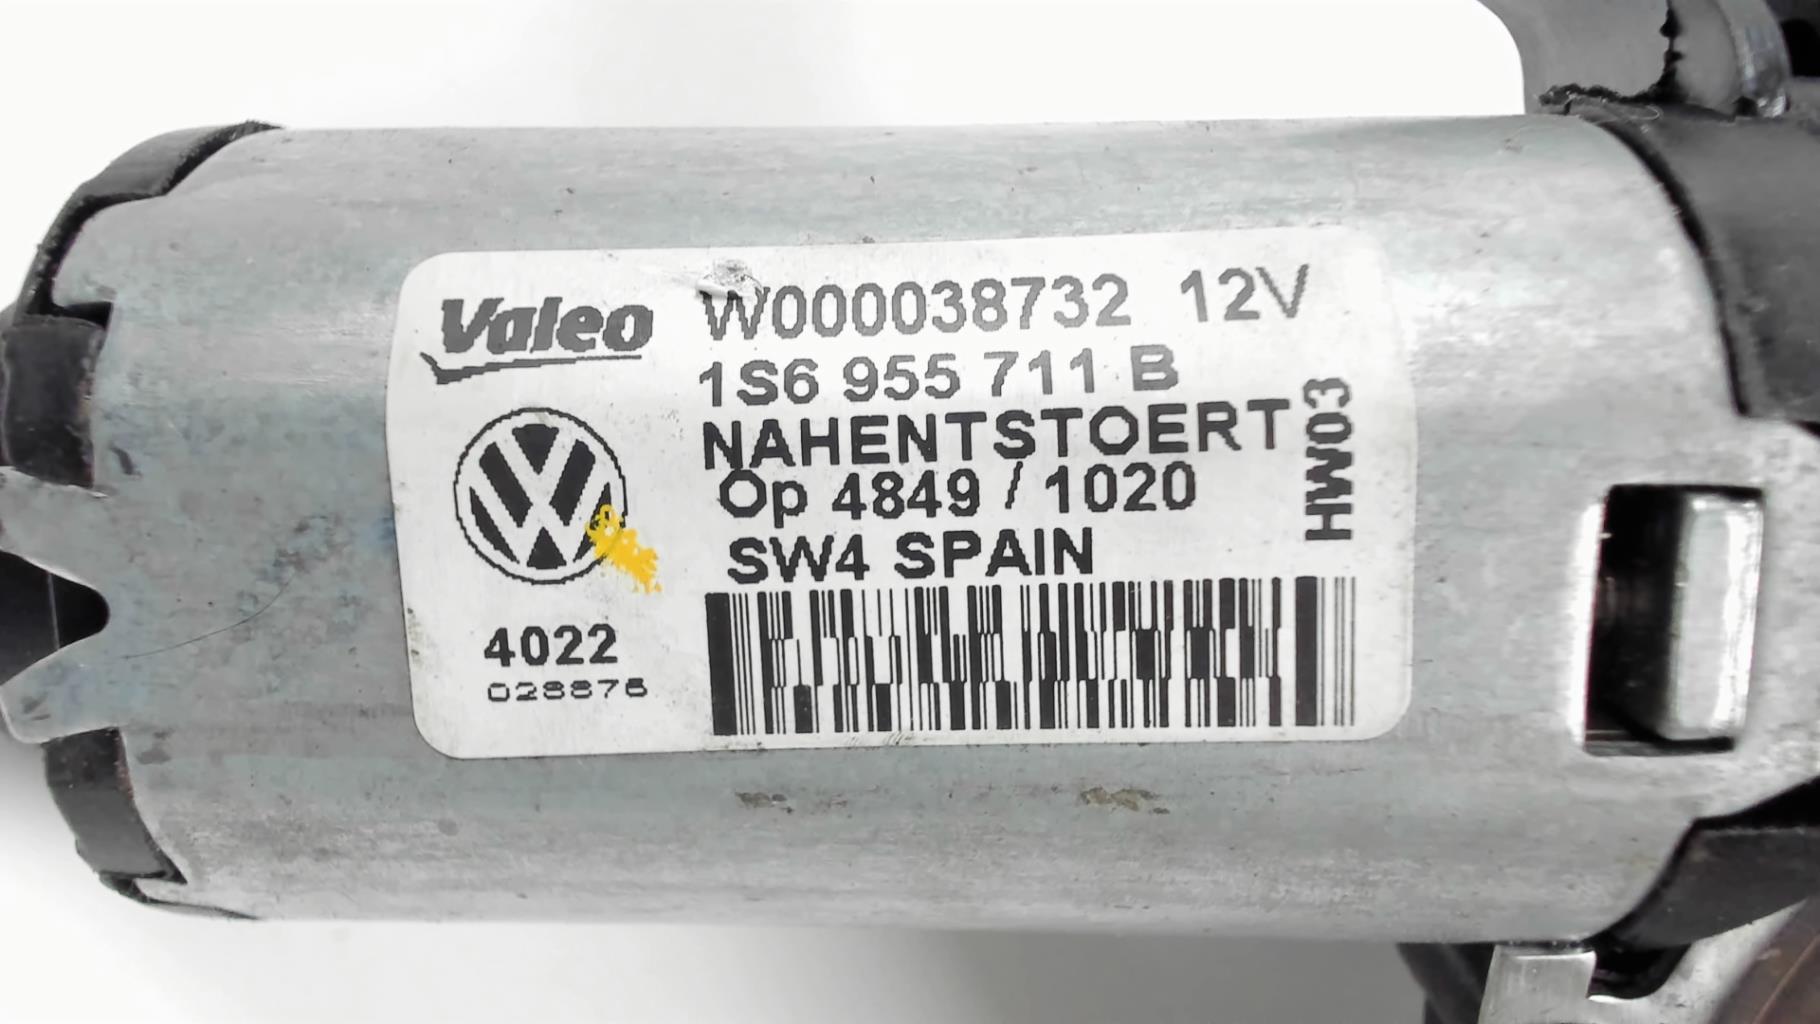 Valeo W000038732 12V
1S6 955 711 B
NAHENTSTOERT
Op 4849 / 1020
SW4 SPAIN
HW03
4022
028876